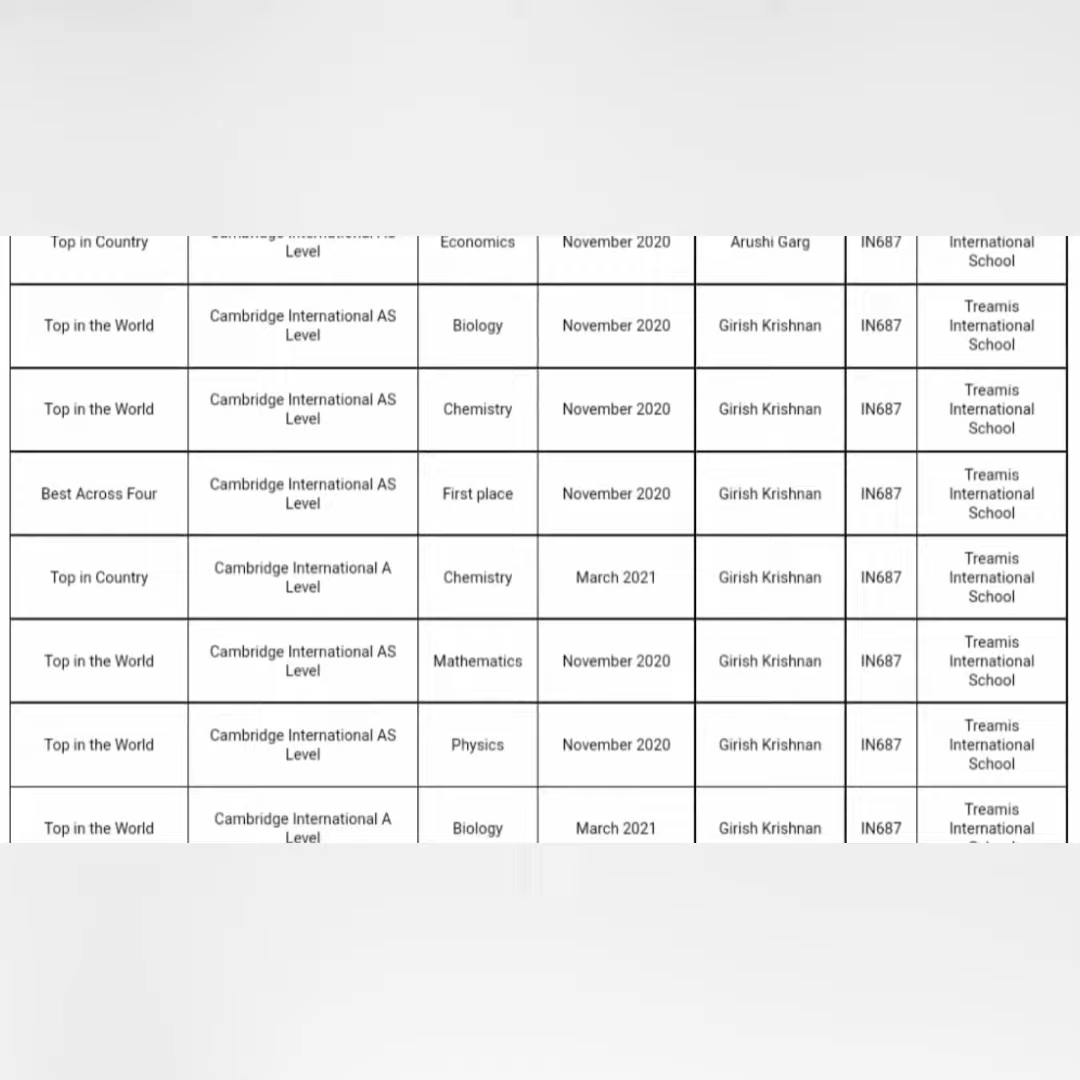 Top in Country
Level
Economics
November 2020
Arushi Garg
IN687
International
School
Top in the World
Cambridge International AS
Level
Biology
November 2020
Girish Krishnan
IN687
Treamis
International
School
Top in the World
Cambridge International AS
Level
Chemistry
November 2020
Girish Krishnan
IN687
Treamis
International
School
Best Across Four
Cambridge International AS
Level
First place
November 2020
Girish Krishnan
IN687
Treamis
International
School
Top in Country
Cambridge International A
Level
Chemistry
March 2021
Girish Krishnan
IN687
Treamis
International
School
Top in the World
Cambridge International AS
Level
Mathematics
November 2020
Girish Krishnan
IN687
Treamis
International
School
Top in the World
Cambridge International AS
Level
Physics
November 2020
Girish Krishnan
IN687
Treamis
International
School
Top in the World
Cambridge International A
Level
Biology
March 2021
Girish Krishnan
IN687
Treamis
International